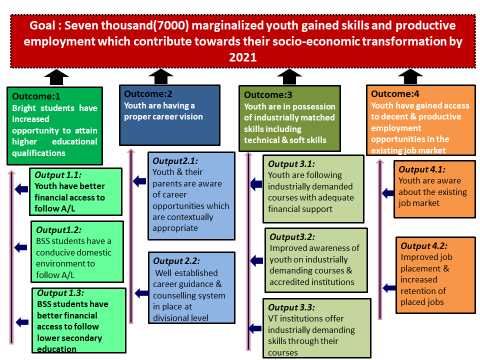 Goal : Seven thousand(7000) marginalized youth gained skills and productive
employment which contribute towards their socio-economic transformation by
2021
Outcome:1
Bright students have
increased
opportunity to attain
higher educational
qualifications
Output 1.1:
Youth have better
financial access to
follow A/L
Output1.2:
BSS students have a
conducive domestic
environment to
follow A/L
Output 1.3:
BSS students have
better financial
access to follow
lower secondary
education
Outcome:2
Youth are having a
proper career vision
Output2.1:
Youth & their
parents are aware
of career
opportunities which
are contextually
appropriate
Output 2.2:
Well established
career guidance &
counselling system
in place at
divisional level
Outcome:3
Youth are in possession
of industrially matched
skills including
technical & soft skills
Output 3.1:
Youth are following
industrially demanded
courses with adequate
financial support
Output3.2:
Improved awareness of
youth on industrially
demanding courses &
accredited institutions
Output 3.3:
VT institutions offer
industrially demanding
skills through their
courses
Outcome:4
Youth have gained access
to decent & productive
employment
opportunities in the
existing job market
Output 4.1:
Youth are aware
about the existing
job market
Output 4.2:
Improved job
placement &
increased
retention of
placed jobs